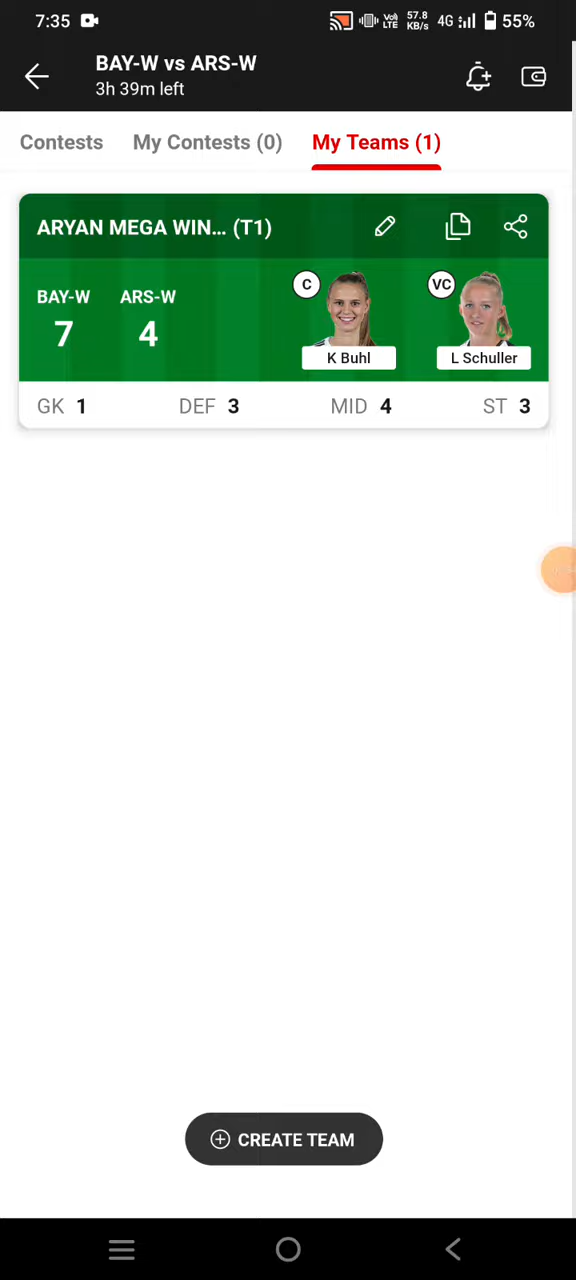 7:35 Vo) LTE 57.8 KB/s 4G 55%
BAY-W vs ARS-W
3h 39m left
Contests My Contests (0) My Teams (1)
ARYAN MEGA WIN... (T1)
C VC
BAY-W ARS-W
7 4
K Buhl L Schuller
GK 1 DEF 3 MID 4 ST 3
CREATE TEAM